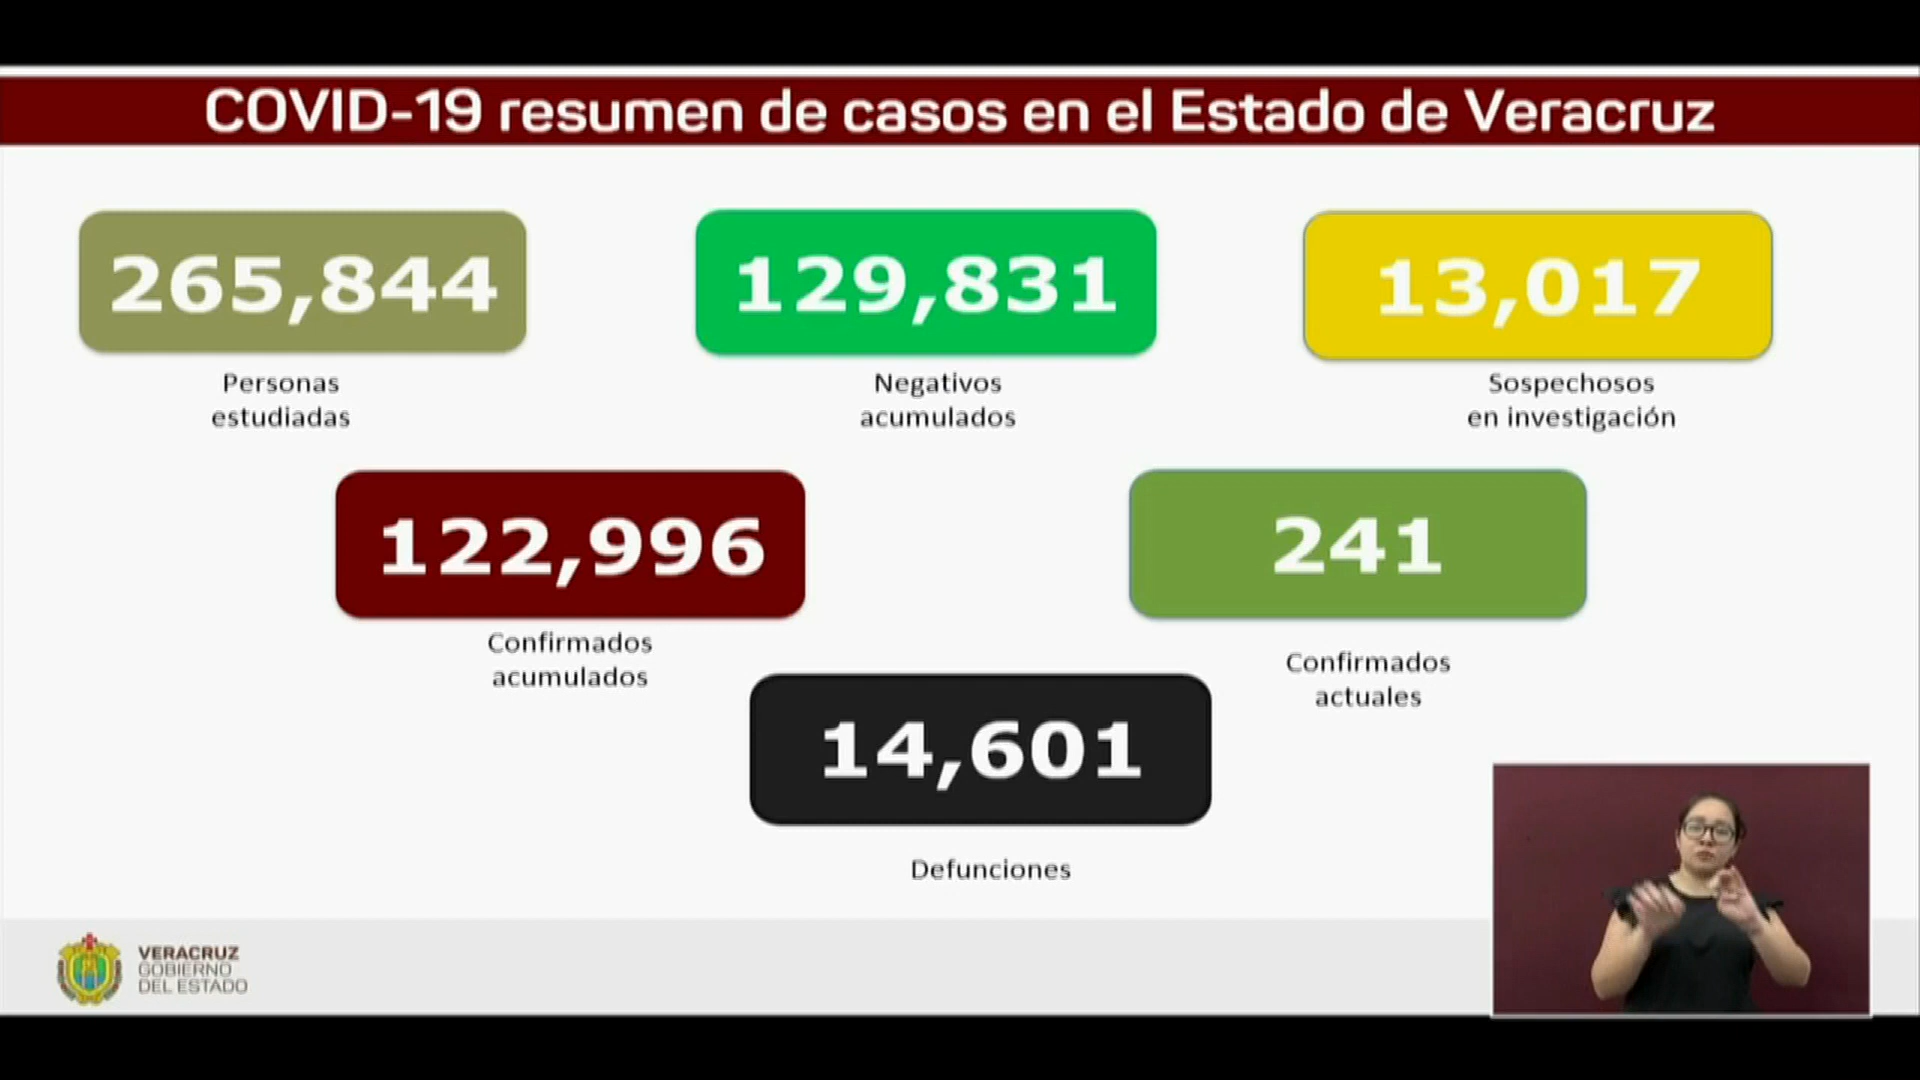 COVID-19 resumen de casos en el Estado de Veracruz
265,844
Personas
estudiadas
129,831
Negativos
acumulados
13,017
Sospechosos
en investigación
122,996
Confirmados
acumulados
241
Confirmados
actuales
14,601
Defunciones
VERACRUZ
GOBIERNO
DEL ESTADO